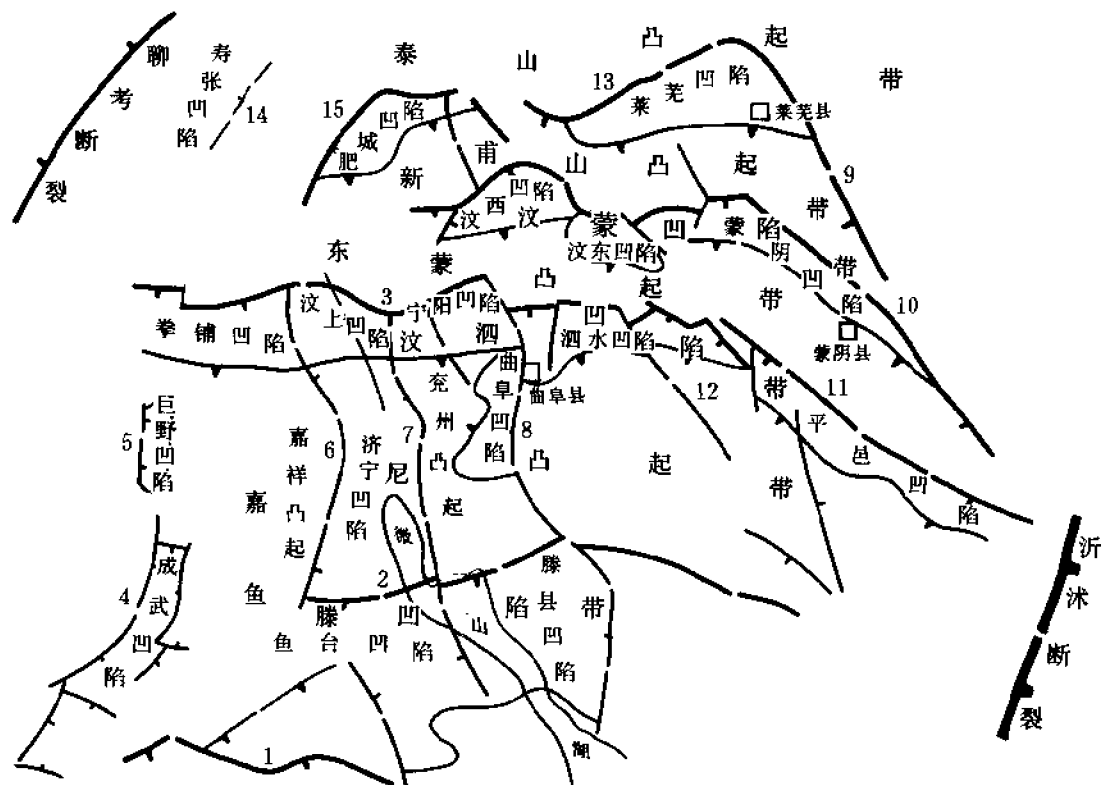 聊考断裂
寿张凹陷
14
泰山凸起带
13
莱芜凹陷
莱芜县
15
肥城凹陷
新甫山凸起带
9
汶西凹陷
汶东凹陷
汶蒙凹陷带
蒙阴凹陷
蒙阴县
10
东蒙凸起带
3
拳铺凹陷
汶上凹陷
宁阳凹陷
汶泗凹陷带
泗水凹陷
曲阜凹陷
曲阜县
兖州凸起
12
11
平邑凹陷
5
巨野凹陷
嘉祥凸起
6
济宁凹陷
7
8
嘉尼凸起带
4
成武凹陷
2
鱼滕凹陷带
鱼台凹陷
滕县凹陷
微山湖
1
沂沭断裂